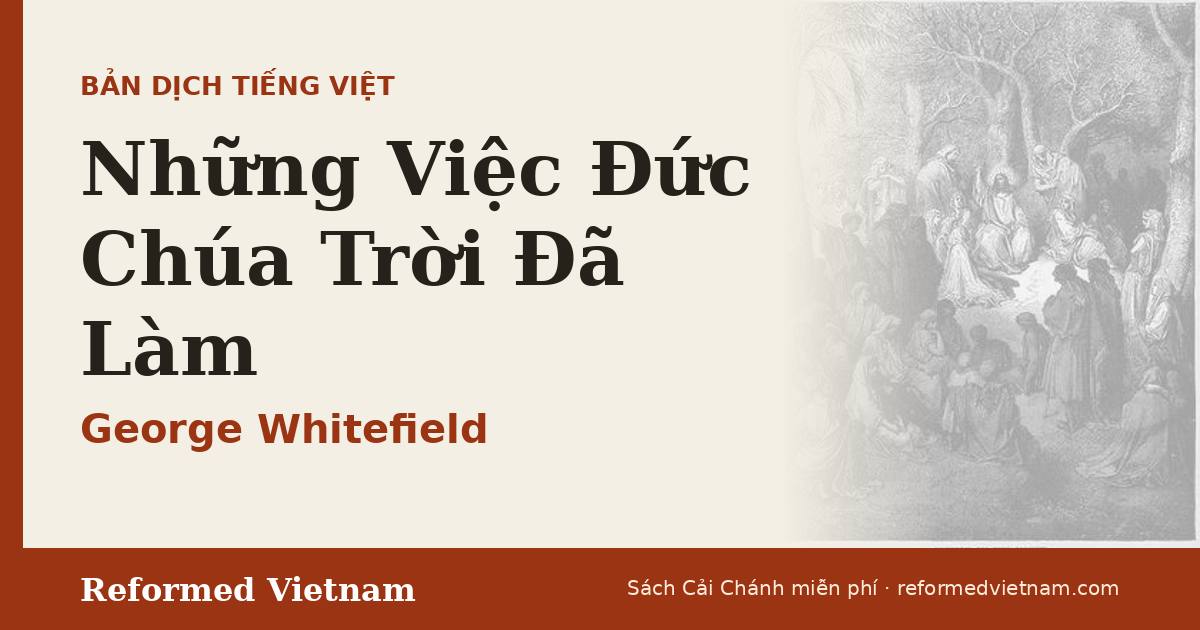 BẢN DỊCH TIẾNG VIỆT
Những Việc Đức
Chúa Trời Đã
Làm
George Whitefield
Reformed Vietnam
Sách Cải Chánh miễn phí · reformedvietnam.com